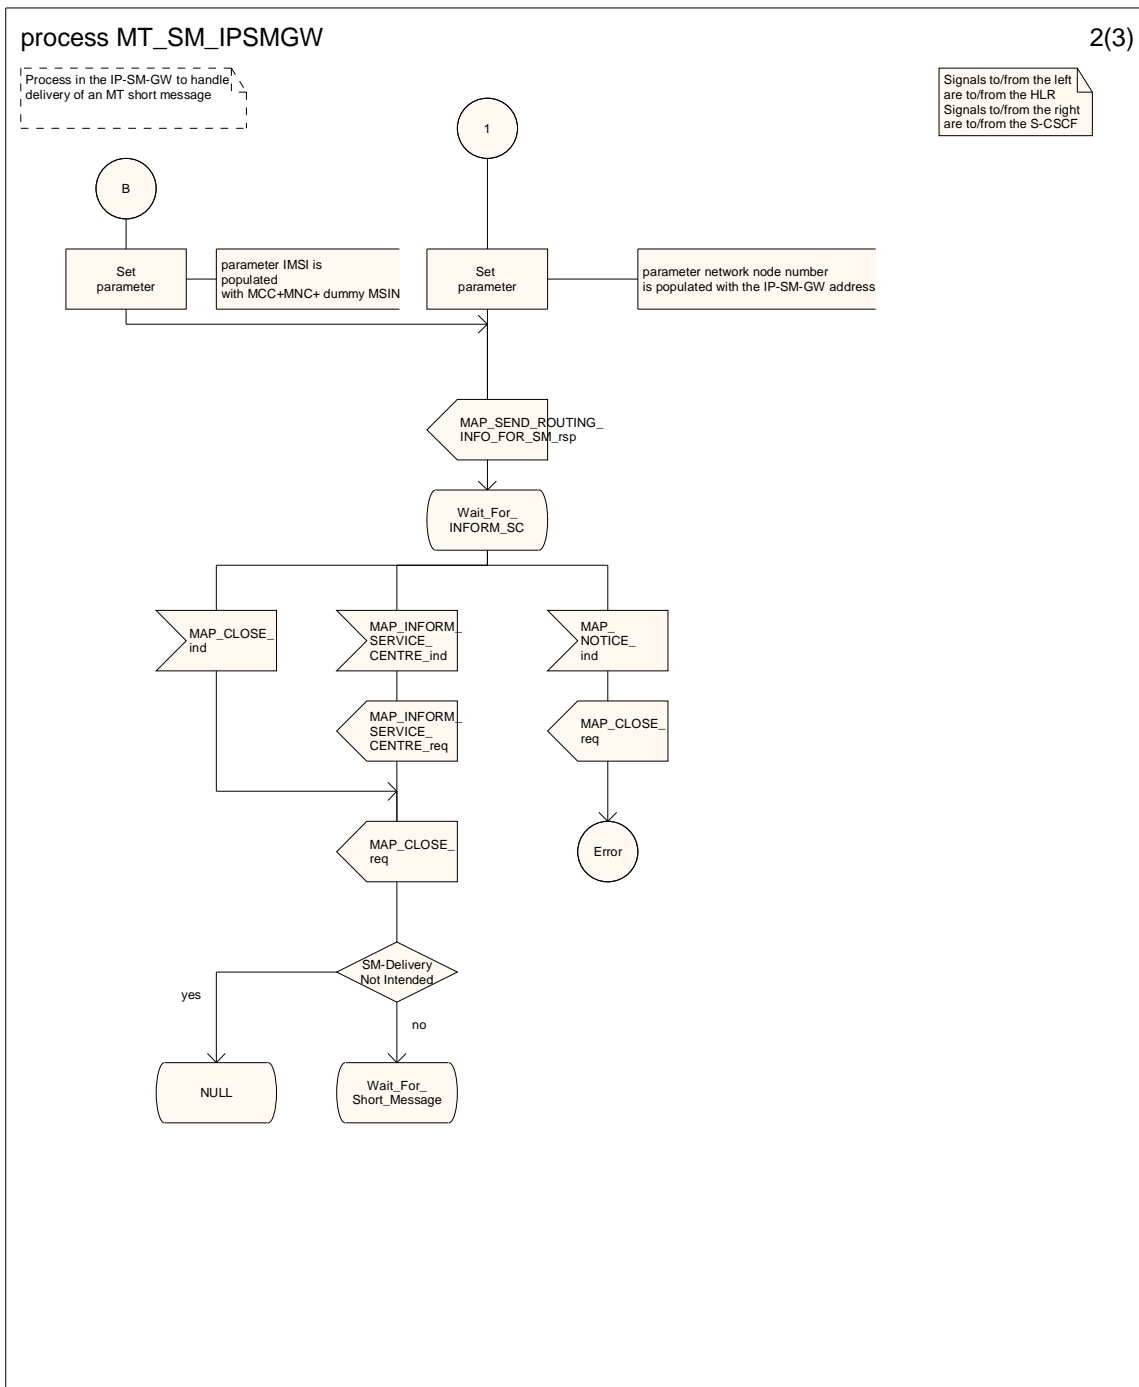 process MT_SM_IPSMGW
2(3)
Process in the IP-SM-GW to handle
delivery of an MT short message
Signals to/from the left
are to/from the HLR
Signals to/from the right
are to/from the S-CSCF
1
B
Set
parameter
parameter IMSI is
populated
with MCC+MNC+ dummy MSIN
Set
parameter
parameter network node number
is populated with the IP-SM-GW address
MAP_SEND_ROUTING_
INFO_FOR_SM_rsp
Wait_For_
INFORM_SC
MAP_CLOSE_
ind
MAP_INFORM_
SERVICE_
CENTRE_ind
MAP_
NOTICE_
ind
MAP_INFORM_
SERVICE_
CENTRE_req
MAP_CLOSE_
req
MAP_CLOSE_
req
Error
SM-Delivery
Not Intended
yes
no
NULL
Wait_For_
Short_Message